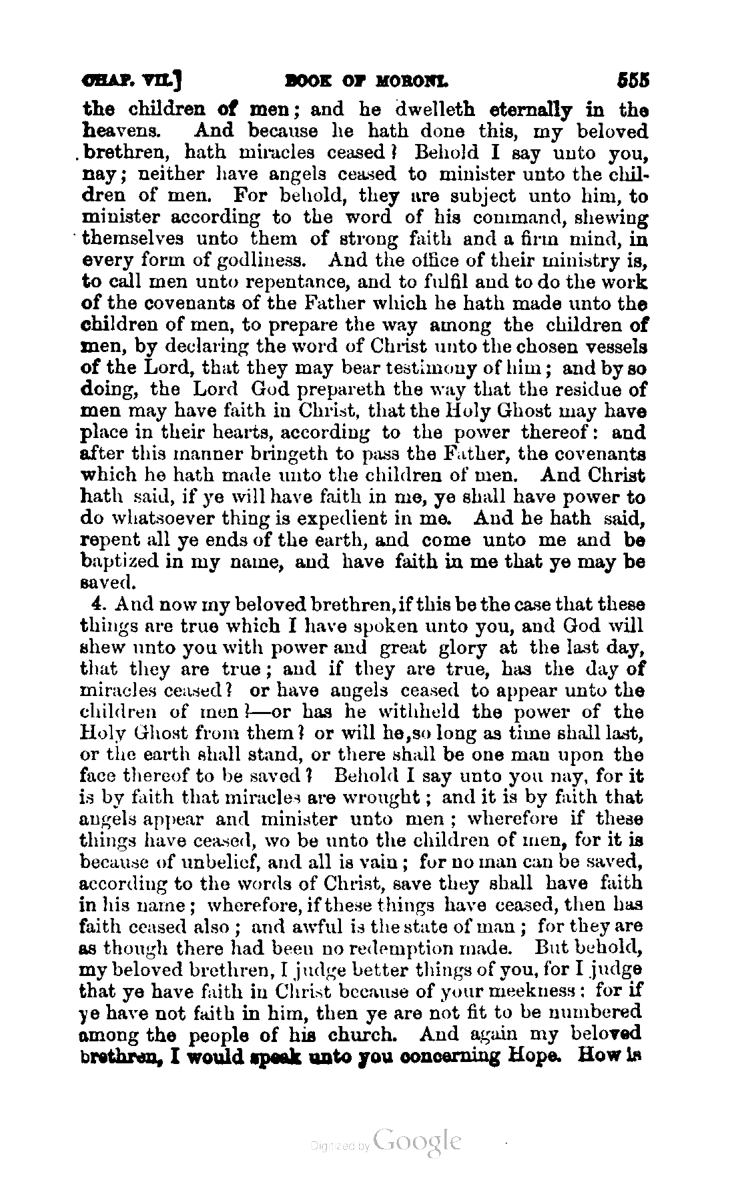 CHAP. VII.] BOOK OF MORONI. 555
the children of men; and he dwelleth eternally in the
heavens. And because he hath done this, my beloved
brethren, hath miracles ceased? Behold I say unto you,
nay; neither have angels ceased to minister unto the chil-
dren of men. For behold, they are subject unto him, to
minister according to the word of his command, shewing
themselves unto them of strong faith and a firm mind, in
every form of godliness. And the office of their ministry is,
to call men unto repentance, and to fulfil and to do the work
of the covenants of the Father which he hath made unto the
children of men, to prepare the way among the children of
men, by declaring the word of Christ unto the chosen vessels
of the Lord, that they may bear testimony of him; and by so
doing, the Lord God prepareth the way that the residue of
men may have faith in Christ, that the Holy Ghost may have
place in their hearts, according to the power thereof: and
after this manner bringeth to pass the Father, the covenants
which he hath made unto the children of men. And Christ
hath said, if ye will have faith in me, ye shall have power to
do whatsoever thing is expedient in me. And he hath said,
repent all ye ends of the earth, and come unto me and be
baptized in my name, and have faith in me that ye may be
saved.
4. And now my beloved brethren, if this be the case that these
things are true which I have spoken unto you, and God will
shew unto you with power and great glory at the last day,
that they are true; and if they are true, has the day of
miracles ceased? or have angels ceased to appear unto the
children of men?—or has he withheld the power of the
Holy Ghost from them? or will he, so long as time shall last,
or the earth shall stand, or there shall be one man upon the
face thereof to be saved? Behold I say unto you nay, for it
is by faith that miracles are wrought; and it is by faith that
angels appear and minister unto men; wherefore if these
things have ceased, wo be unto the children of men, for it is
because of unbelief, and all is vain; for no man can be saved,
according to the words of Christ, save they shall have faith
in his name; wherefore, if these things have ceased, then has
faith ceased also; and awful is the state of man; for they are
as though there had been no redemption made. But behold,
my beloved brethren, I judge better things of you, for I judge
that ye have faith in Christ because of your meekness: for if
ye have not faith in him, then ye are not fit to be numbered
among the people of his church. And again my beloved
brethren, I would speak unto you concerning Hope. How is
Digitized by Google